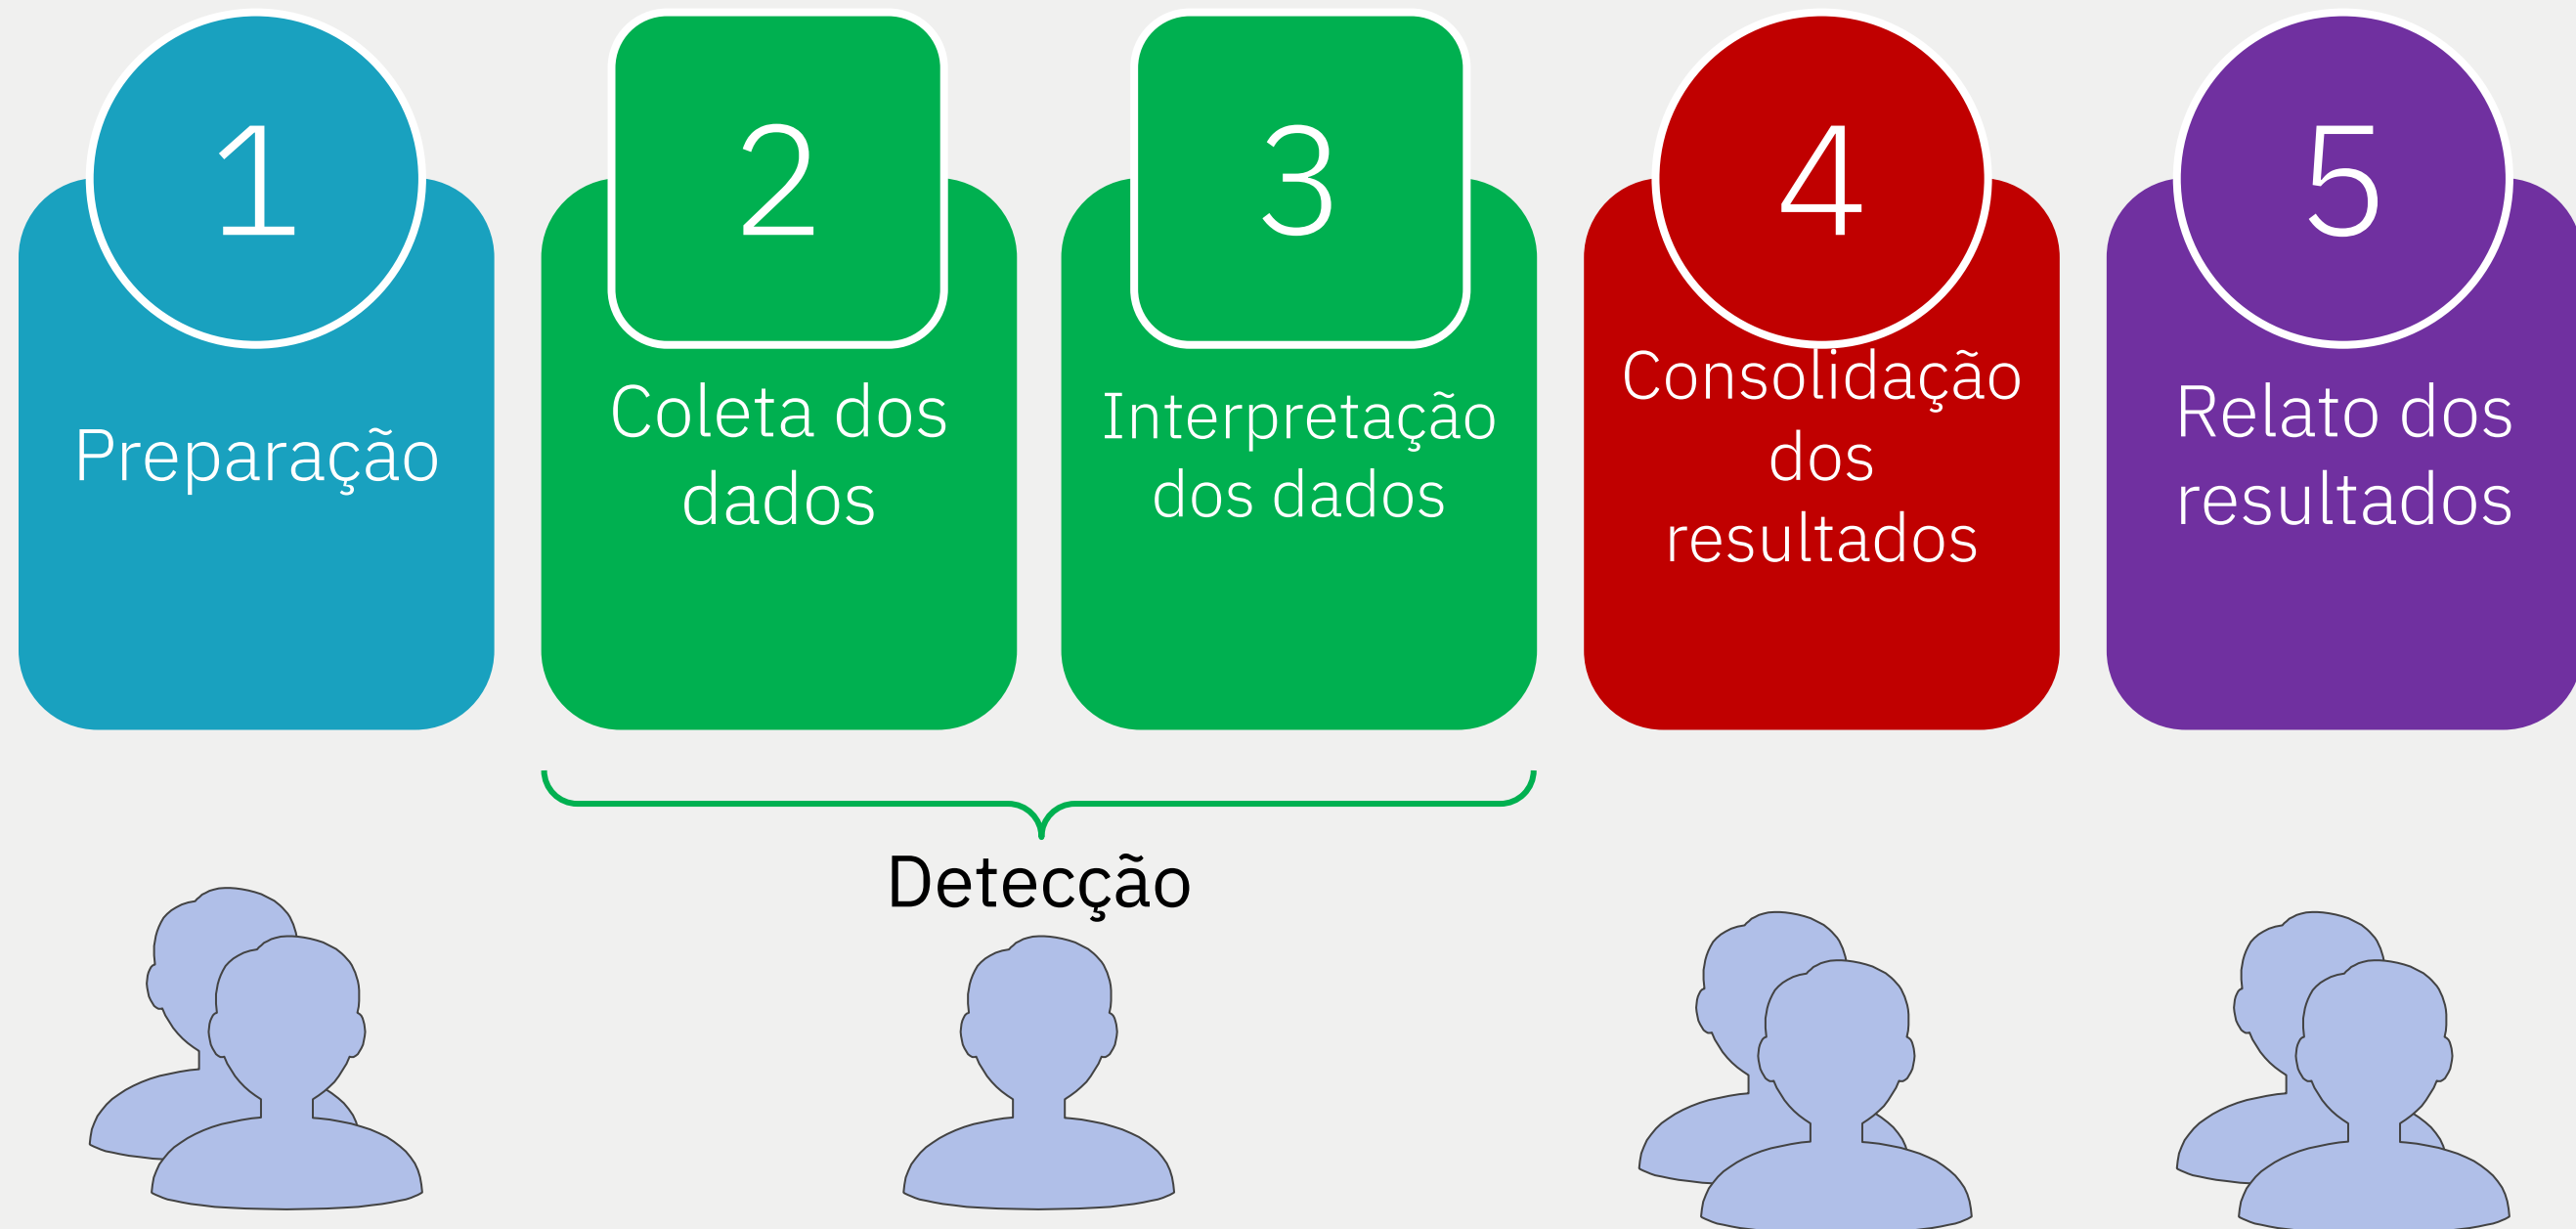 1
Preparação
2
Coleta dos
dados
3
Interpretação
dos dados
4
Consolidação
dos
resultados
5
Relato dos
resultados
Detecção